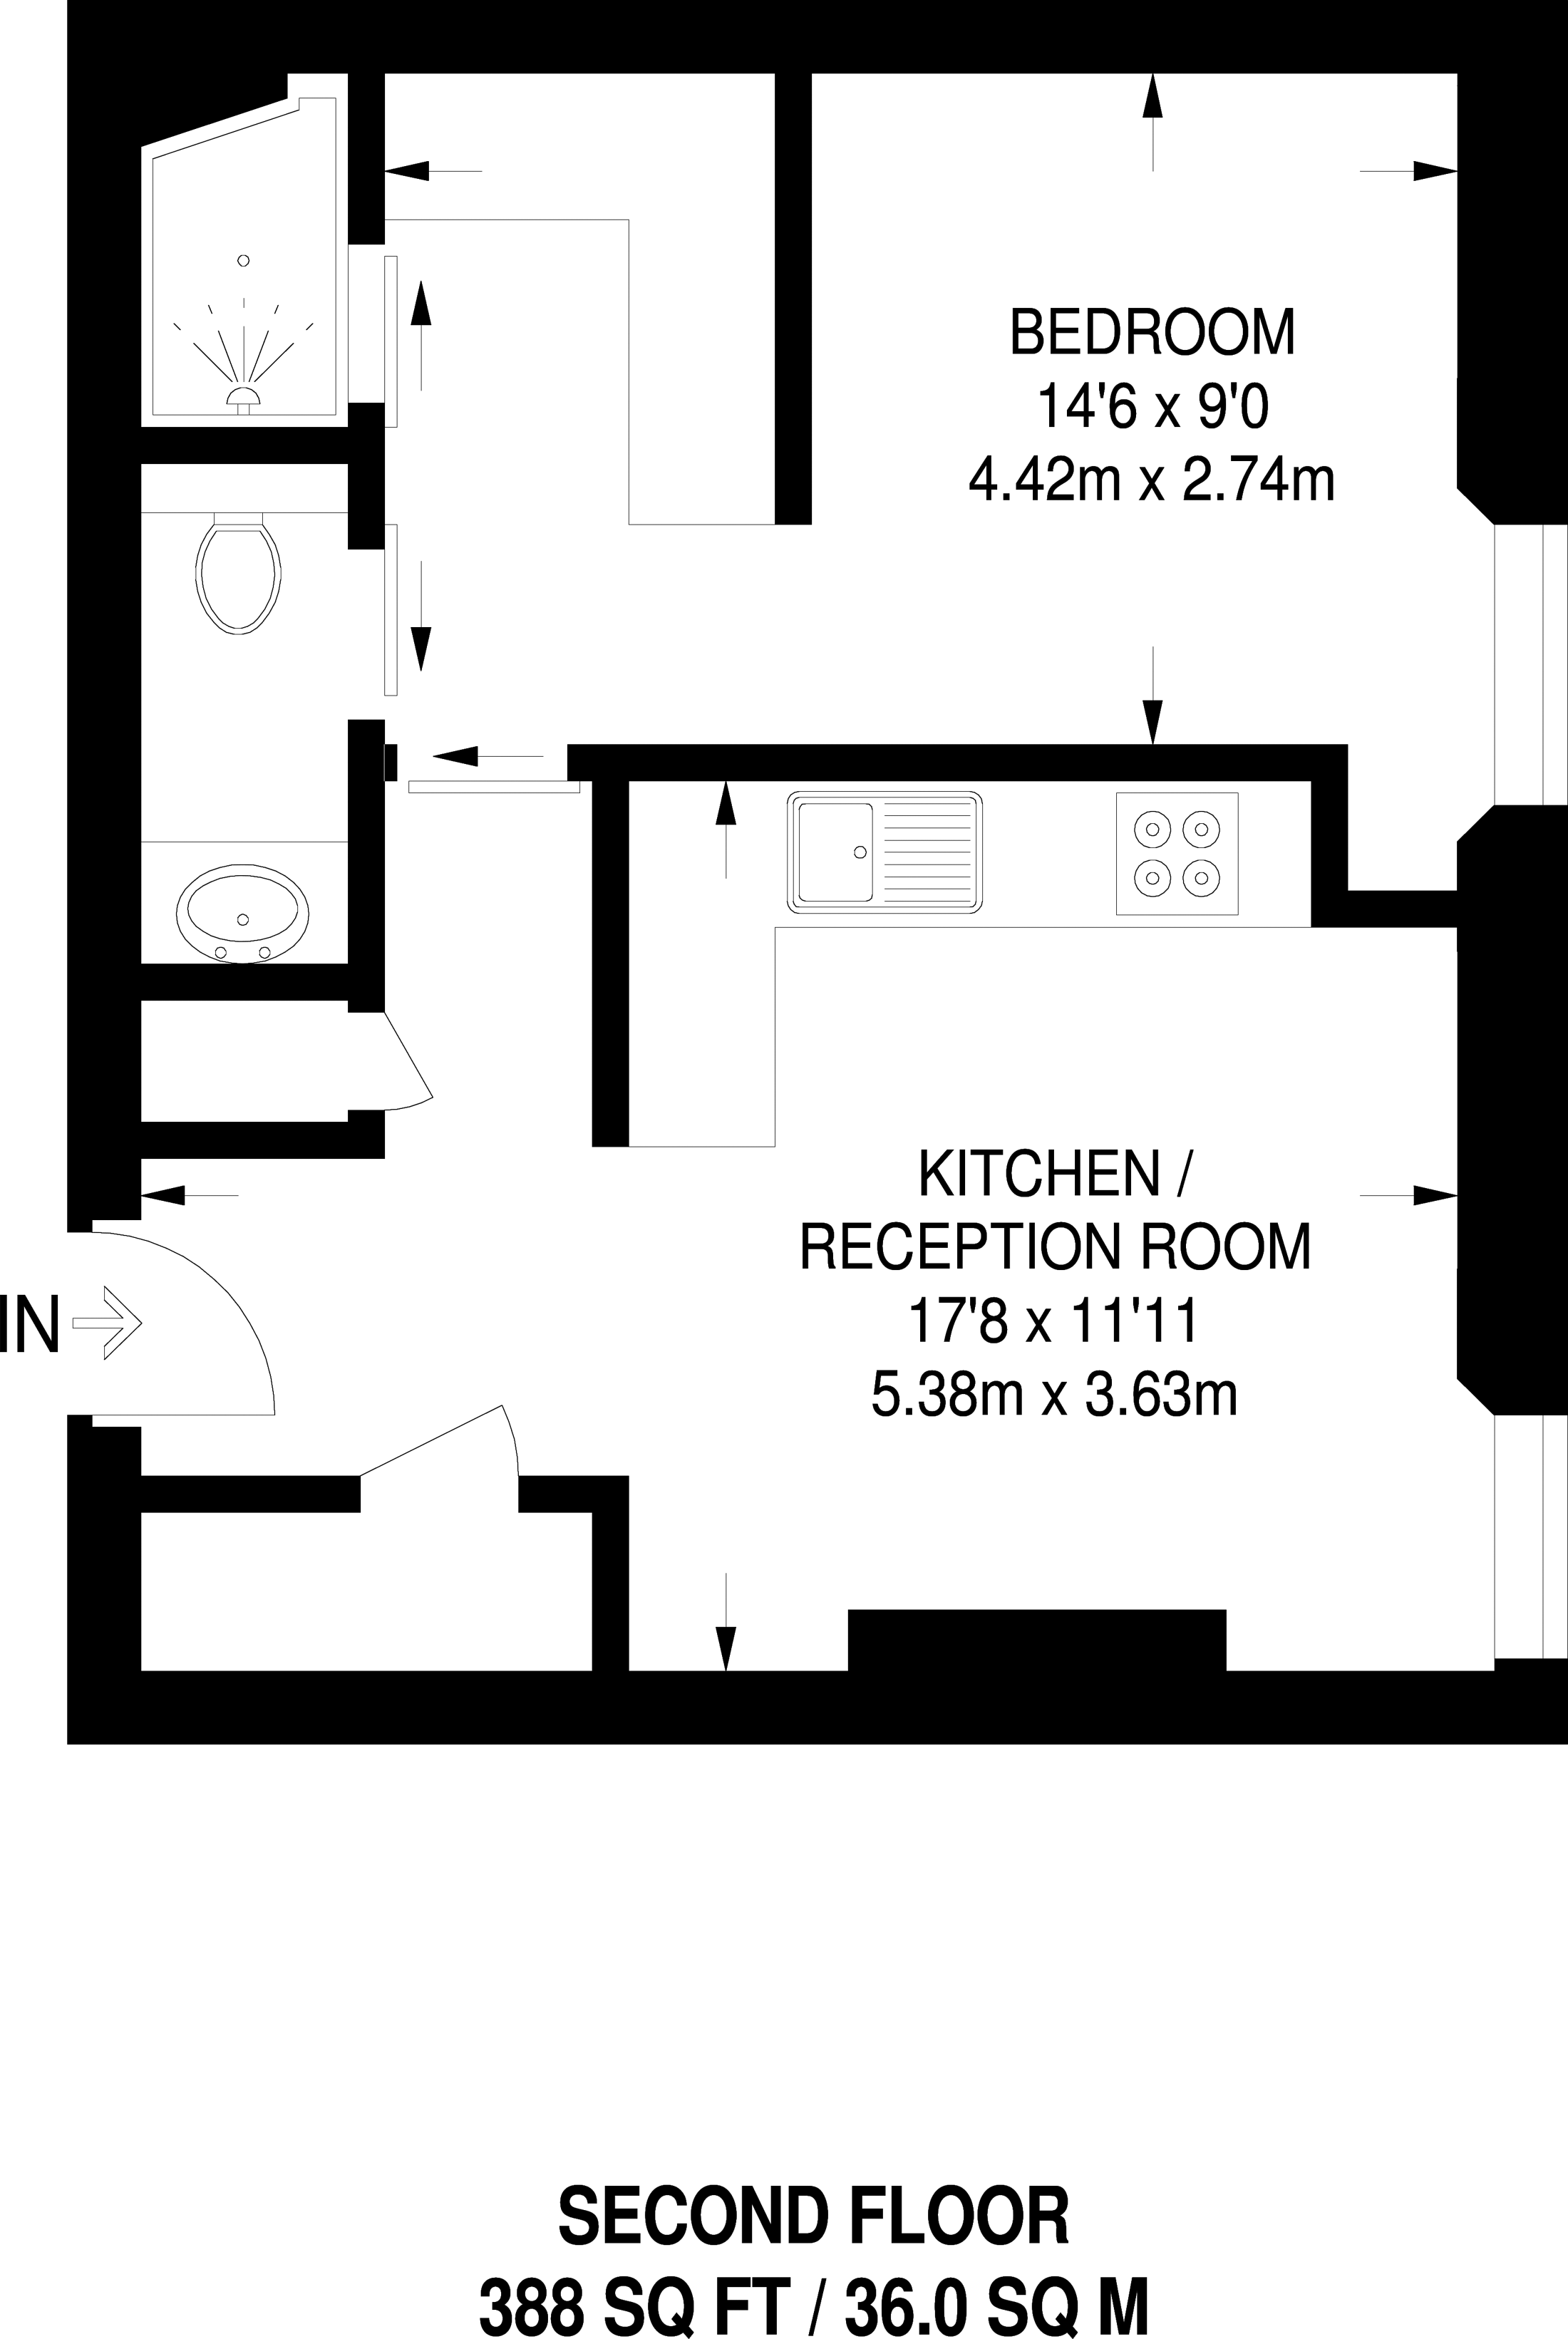 BEDROOM
14'6 x 9'0
4.42m x 2.74m
KITCHEN /
RECEPTION ROOM
17'8 x 11'11
5.38m x 3.63m
IN
SECOND FLOOR
388 SQ FT / 36.0 SQ M